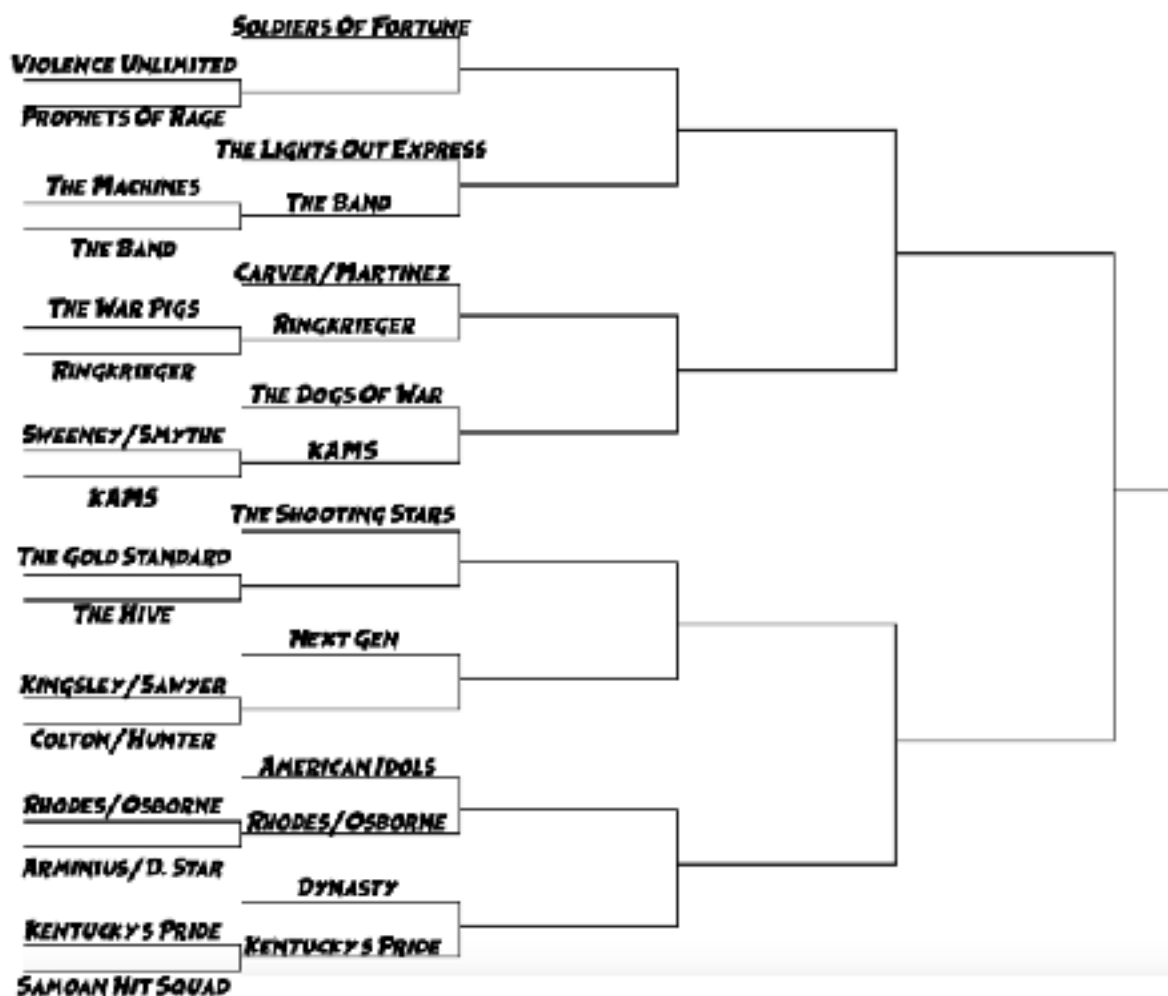 Soldiers Of Fortune
Violence Unlimited
Prophets Of Rage
The Lights Out Express
The Machines
The Band
The Band
Carver/Martinez
The War Pigs
Ringkrieger
Ringkrieger
The Dogs Of War
Sweeney/Smythe
KAMS
KAMS
The Shooting Stars
The Gold Standard
The Hive
Next Gen
Kingsley/Sawyer
Colton/Hunter
American Idols
Rhodes/Osborne
Rhodes/Osborne
Arminius/D. Star
Dynasty
Kentucky's Pride
Kentucky's Pride
Samoan Hit Squad